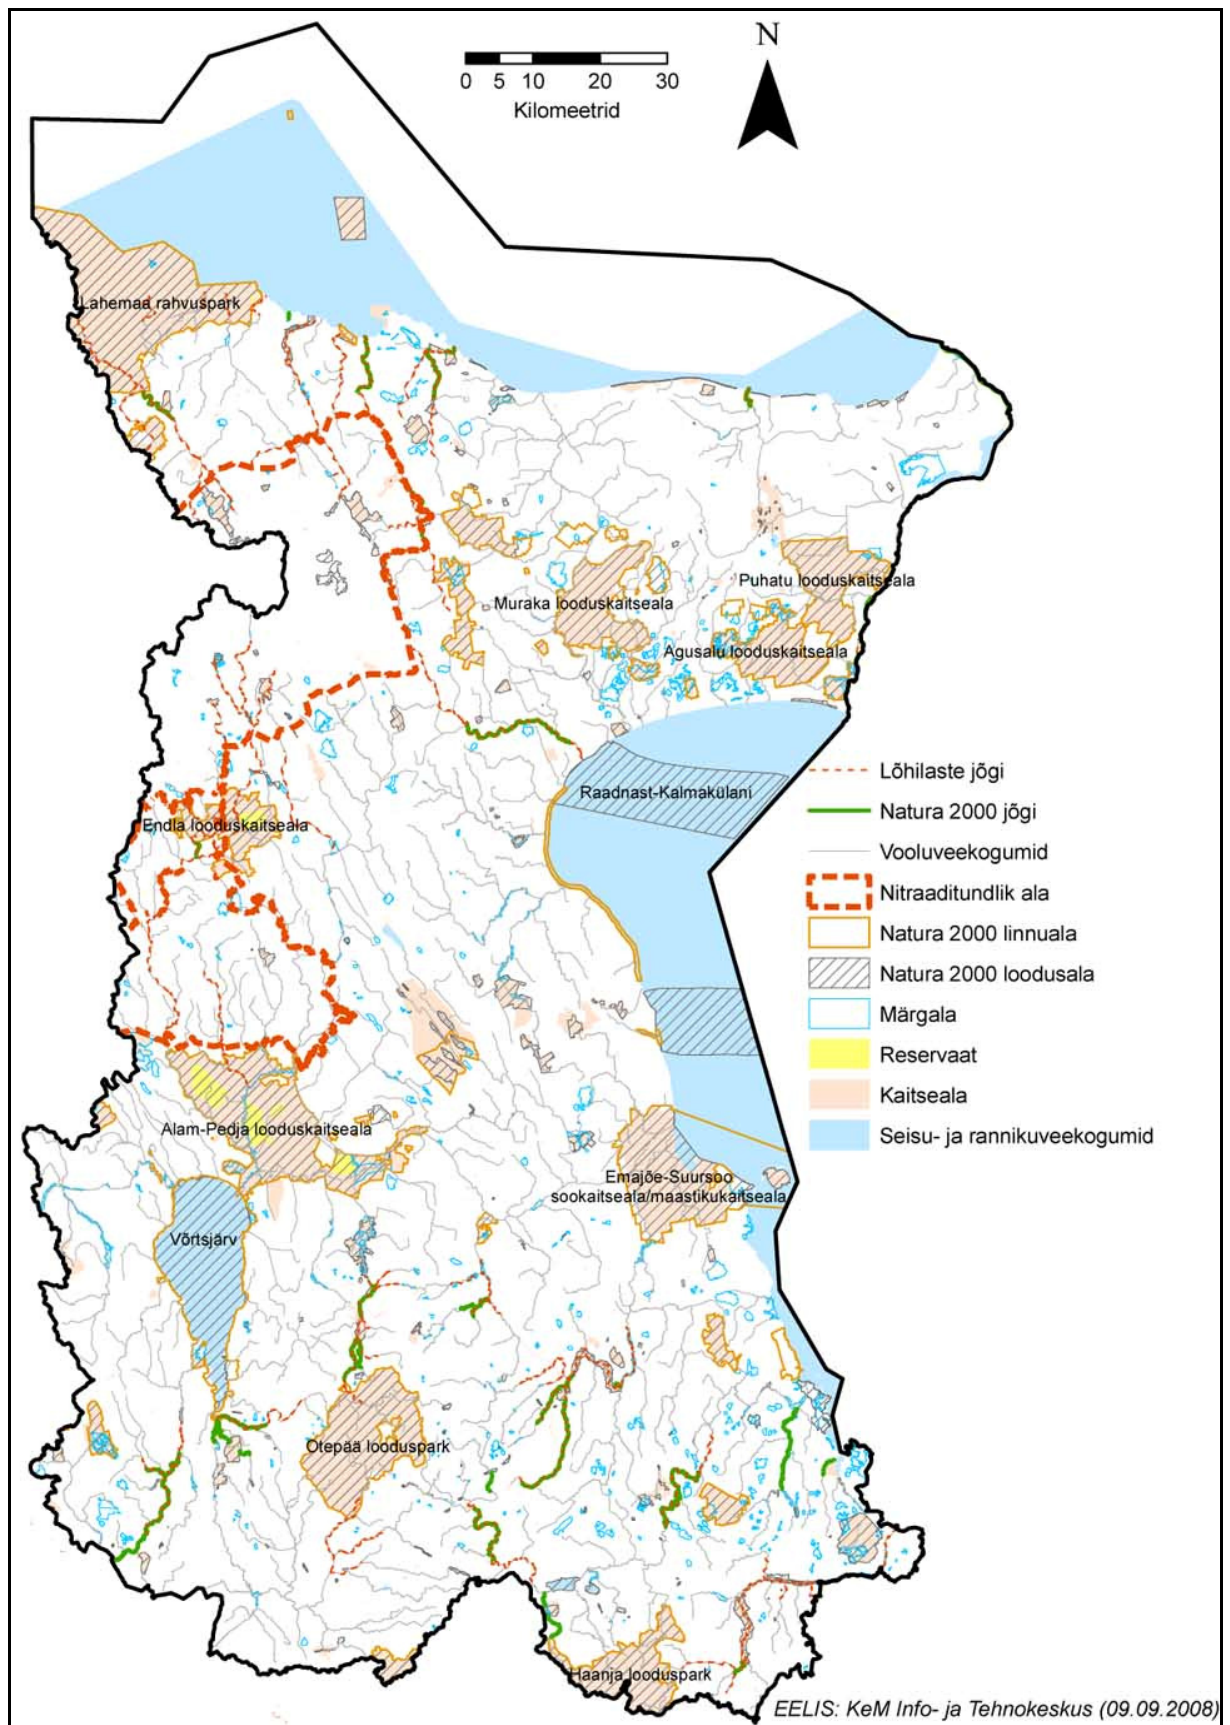 N
0 5 10 20 30
Kilomeetrid
Lahemaa rahvuspark
Puhatu looduskaitseala
Muraka looduskaitseala
Agusalu looduskaitseala
Raadnast-Kalmakülani
Endla looduskaitseala
Lõhilaste jõgi
Natura 2000 jõgi
Vooluveekogumid
Nitraaditundlik ala
Natura 2000 linnuala
Natura 2000 loodusala
Märgala
Reservaat
Kaitseala
Seisu- ja rannikuveekogumid
Alam-Pedja looduskaitseala
Emajõe-Suursoo
sookaitseala/maastikukaitseala
Võrtsjärv
Otepää looduspark
Haanja looduspark
EELIS: KeM Info- ja Tehnokeskus (09.09.2008)